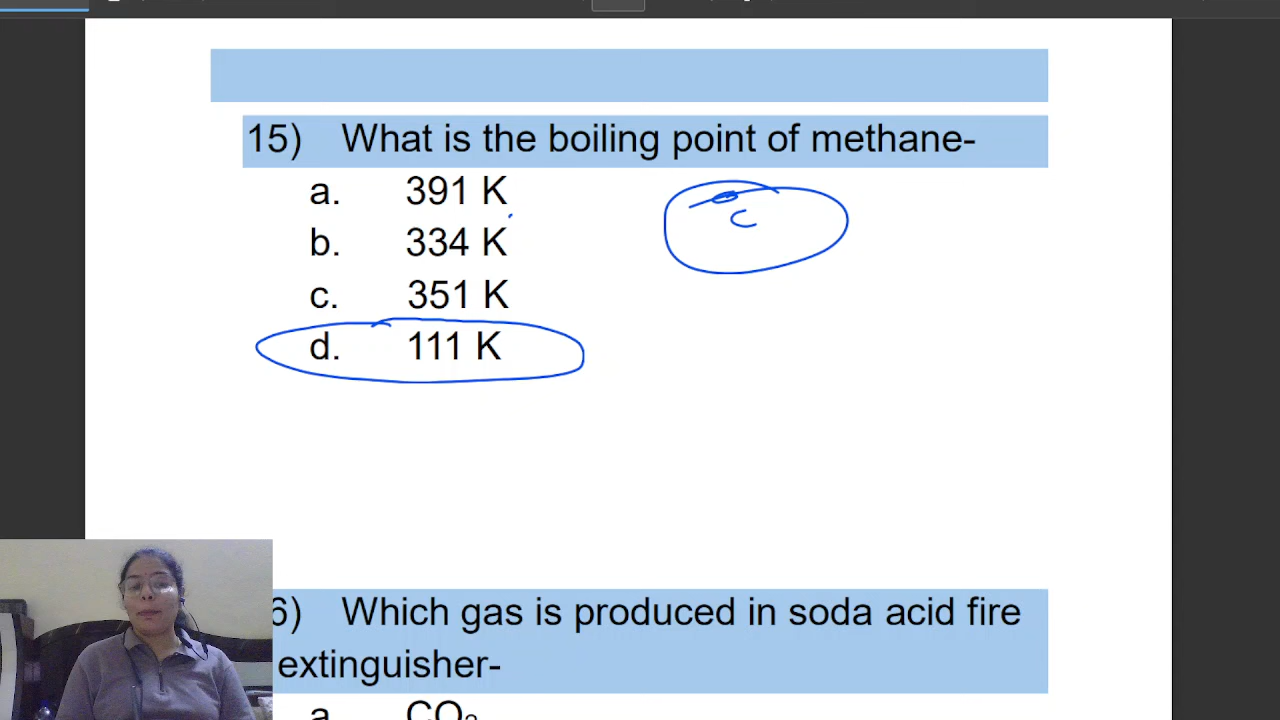 15) What is the boiling point of methane-
a. 391 K
b. 334 K
c. 351 K
C
d. 111 K
6) Which gas is produced in soda acid fire
extinguisher-
a. CO₂